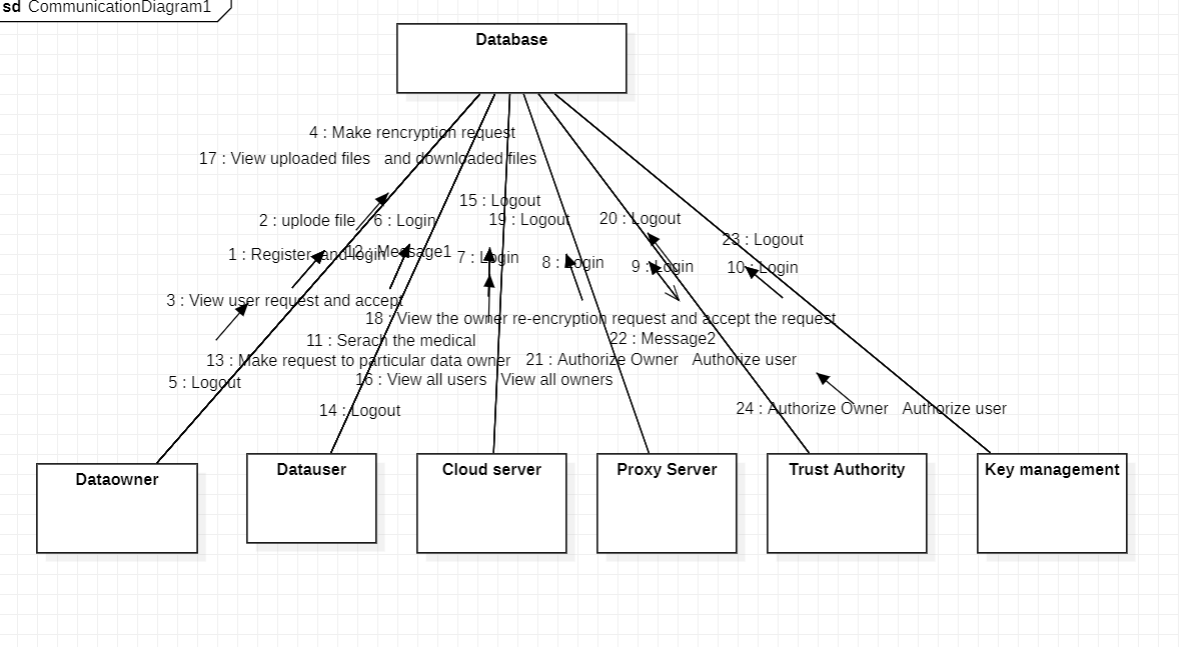 sd CommunicationDiagram1
Database
4 : Make rencryption request
17 : View uploaded files   and downloaded files
15 : Logout
2 : uplode file
6 : Login
19 : Logout
20 : Logout
23 : Logout
1 : Register  and login
12 : Message1
7 : Login
8 : Login
9 : Login
10 : Login
3 : View user request and accept
18 : View the owner re-encryption request and accept the request
11 : Serach the medical
22 : Message2
13 : Make request to particular data owner
21 : Authorize Owner   Authorize user
5 : Logout
16 : View all users   View all owners
14 : Logout
24 : Authorize Owner   Authorize user
Dataowner
Datauser
Cloud server
Proxy Server
Trust Authority
Key management